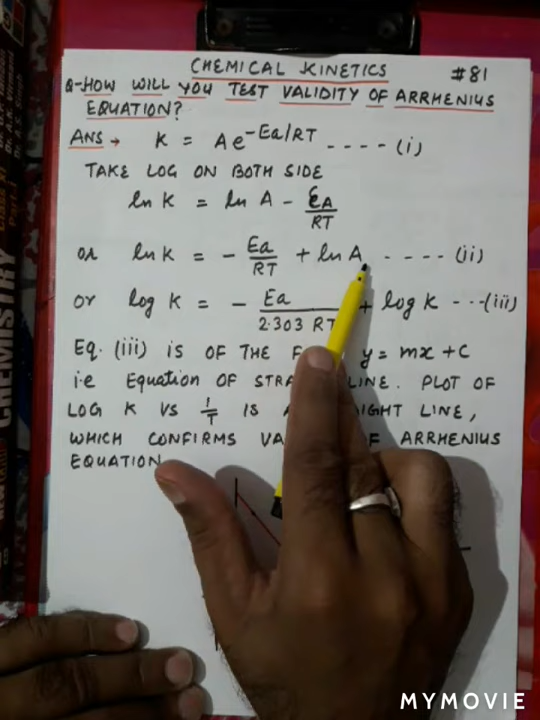 CHEMICAL KINETICS #81
Q-HOW WILL YOU TEST VALIDITY OF ARRHENIUS
EQUATION?
ANS → K = Ae^-Ea/RT ---- (i)
TAKE LOG ON BOTH SIDE
ln K = ln A - EA/RT
or ln K = - Ea/RT + ln A ---- (ii)
or log K = - Ea/2.303 RT + log K ---(iii)
Eq. (iii) IS OF THE y = mx + C
i.e EQUATION OF LINE. PLOT OF
LOG K VS 1/T IS LINE,
WHICH CONFIRMS ARRHENIUS
EQUATION
CHEMISTRY
MYMOVIE